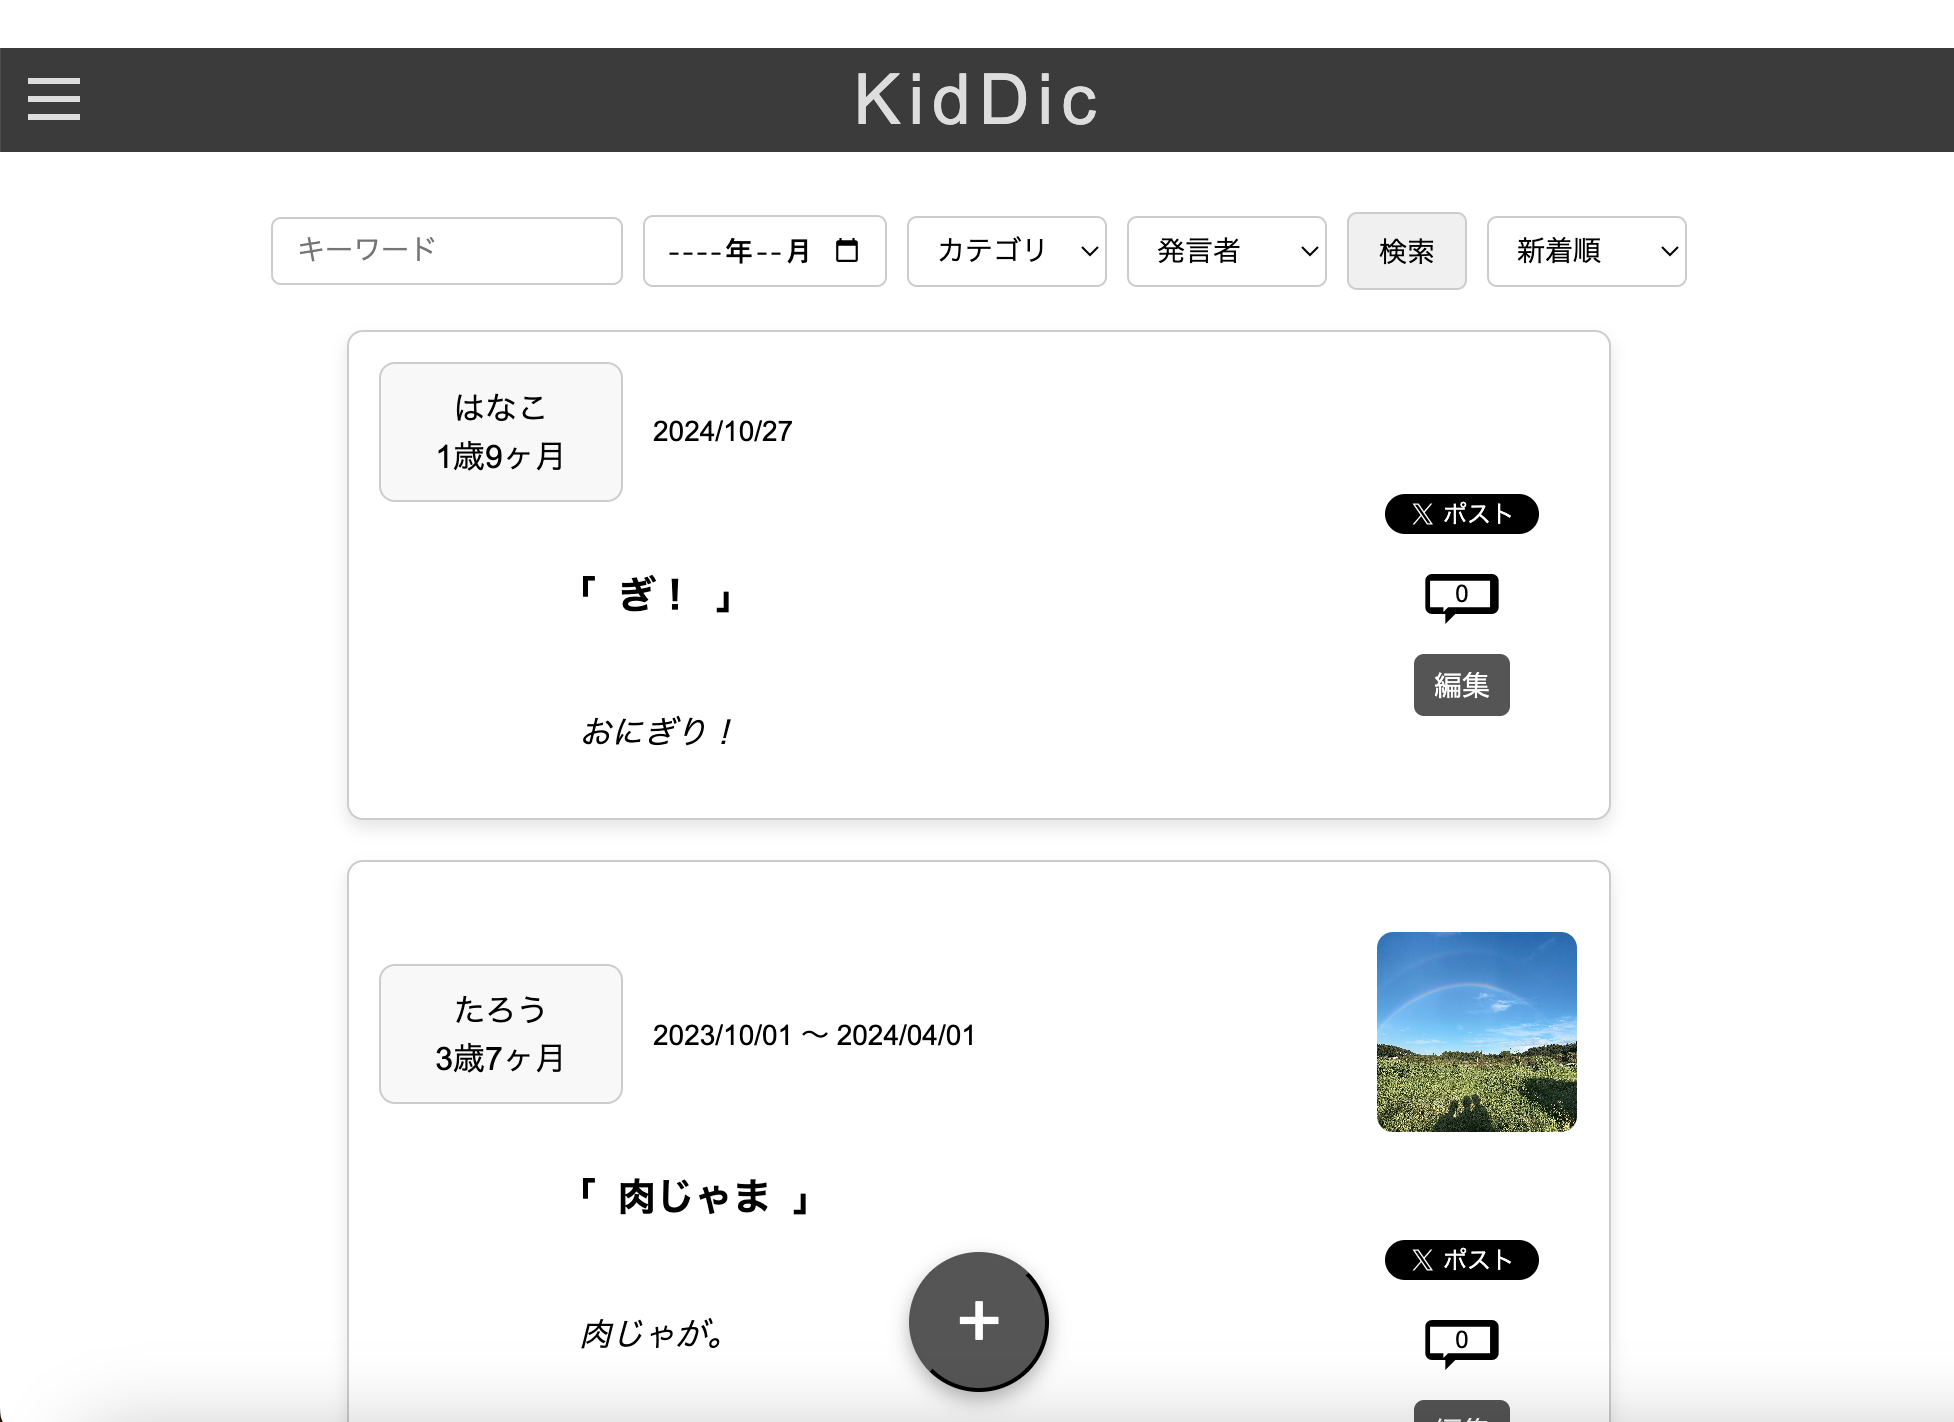 KidDic
キーワード
----年--月
カテゴリ
発言者
検索
新着順
はなこ
1歳9ヶ月
2024/10/27
𝕏 ポスト
「 ぎ！ 」
0
編集
おにぎり！
たろう
3歳7ヶ月
2023/10/01 〜 2024/04/01
「 肉じゃま 」
𝕏 ポスト
肉じゃが。
+
0
編集